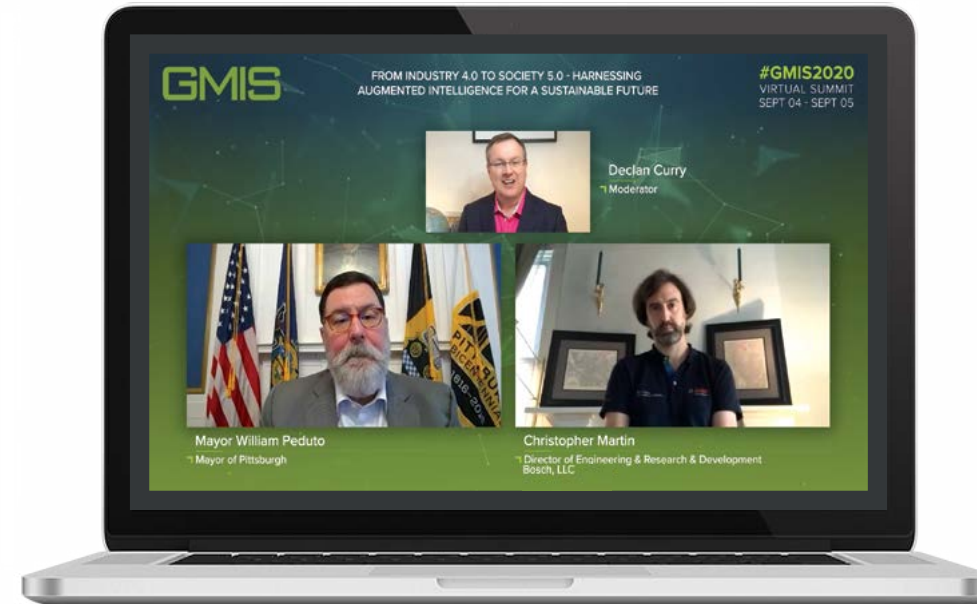 GMIS
FROM INDUSTRY 4.0 TO SOCIETY 5.0 - HARNESSING
AUGMENTED INTELLIGENCE FOR A SUSTAINABLE FUTURE
#GMIS2020
VIRTUAL SUMMIT
SEPT 04 - SEPT 05
Declan Curry
Moderator
Mayor William Peduto
Mayor of Pittsburgh
Christopher Martin
Director of Engineering & Research & Development
Bosch, LLC